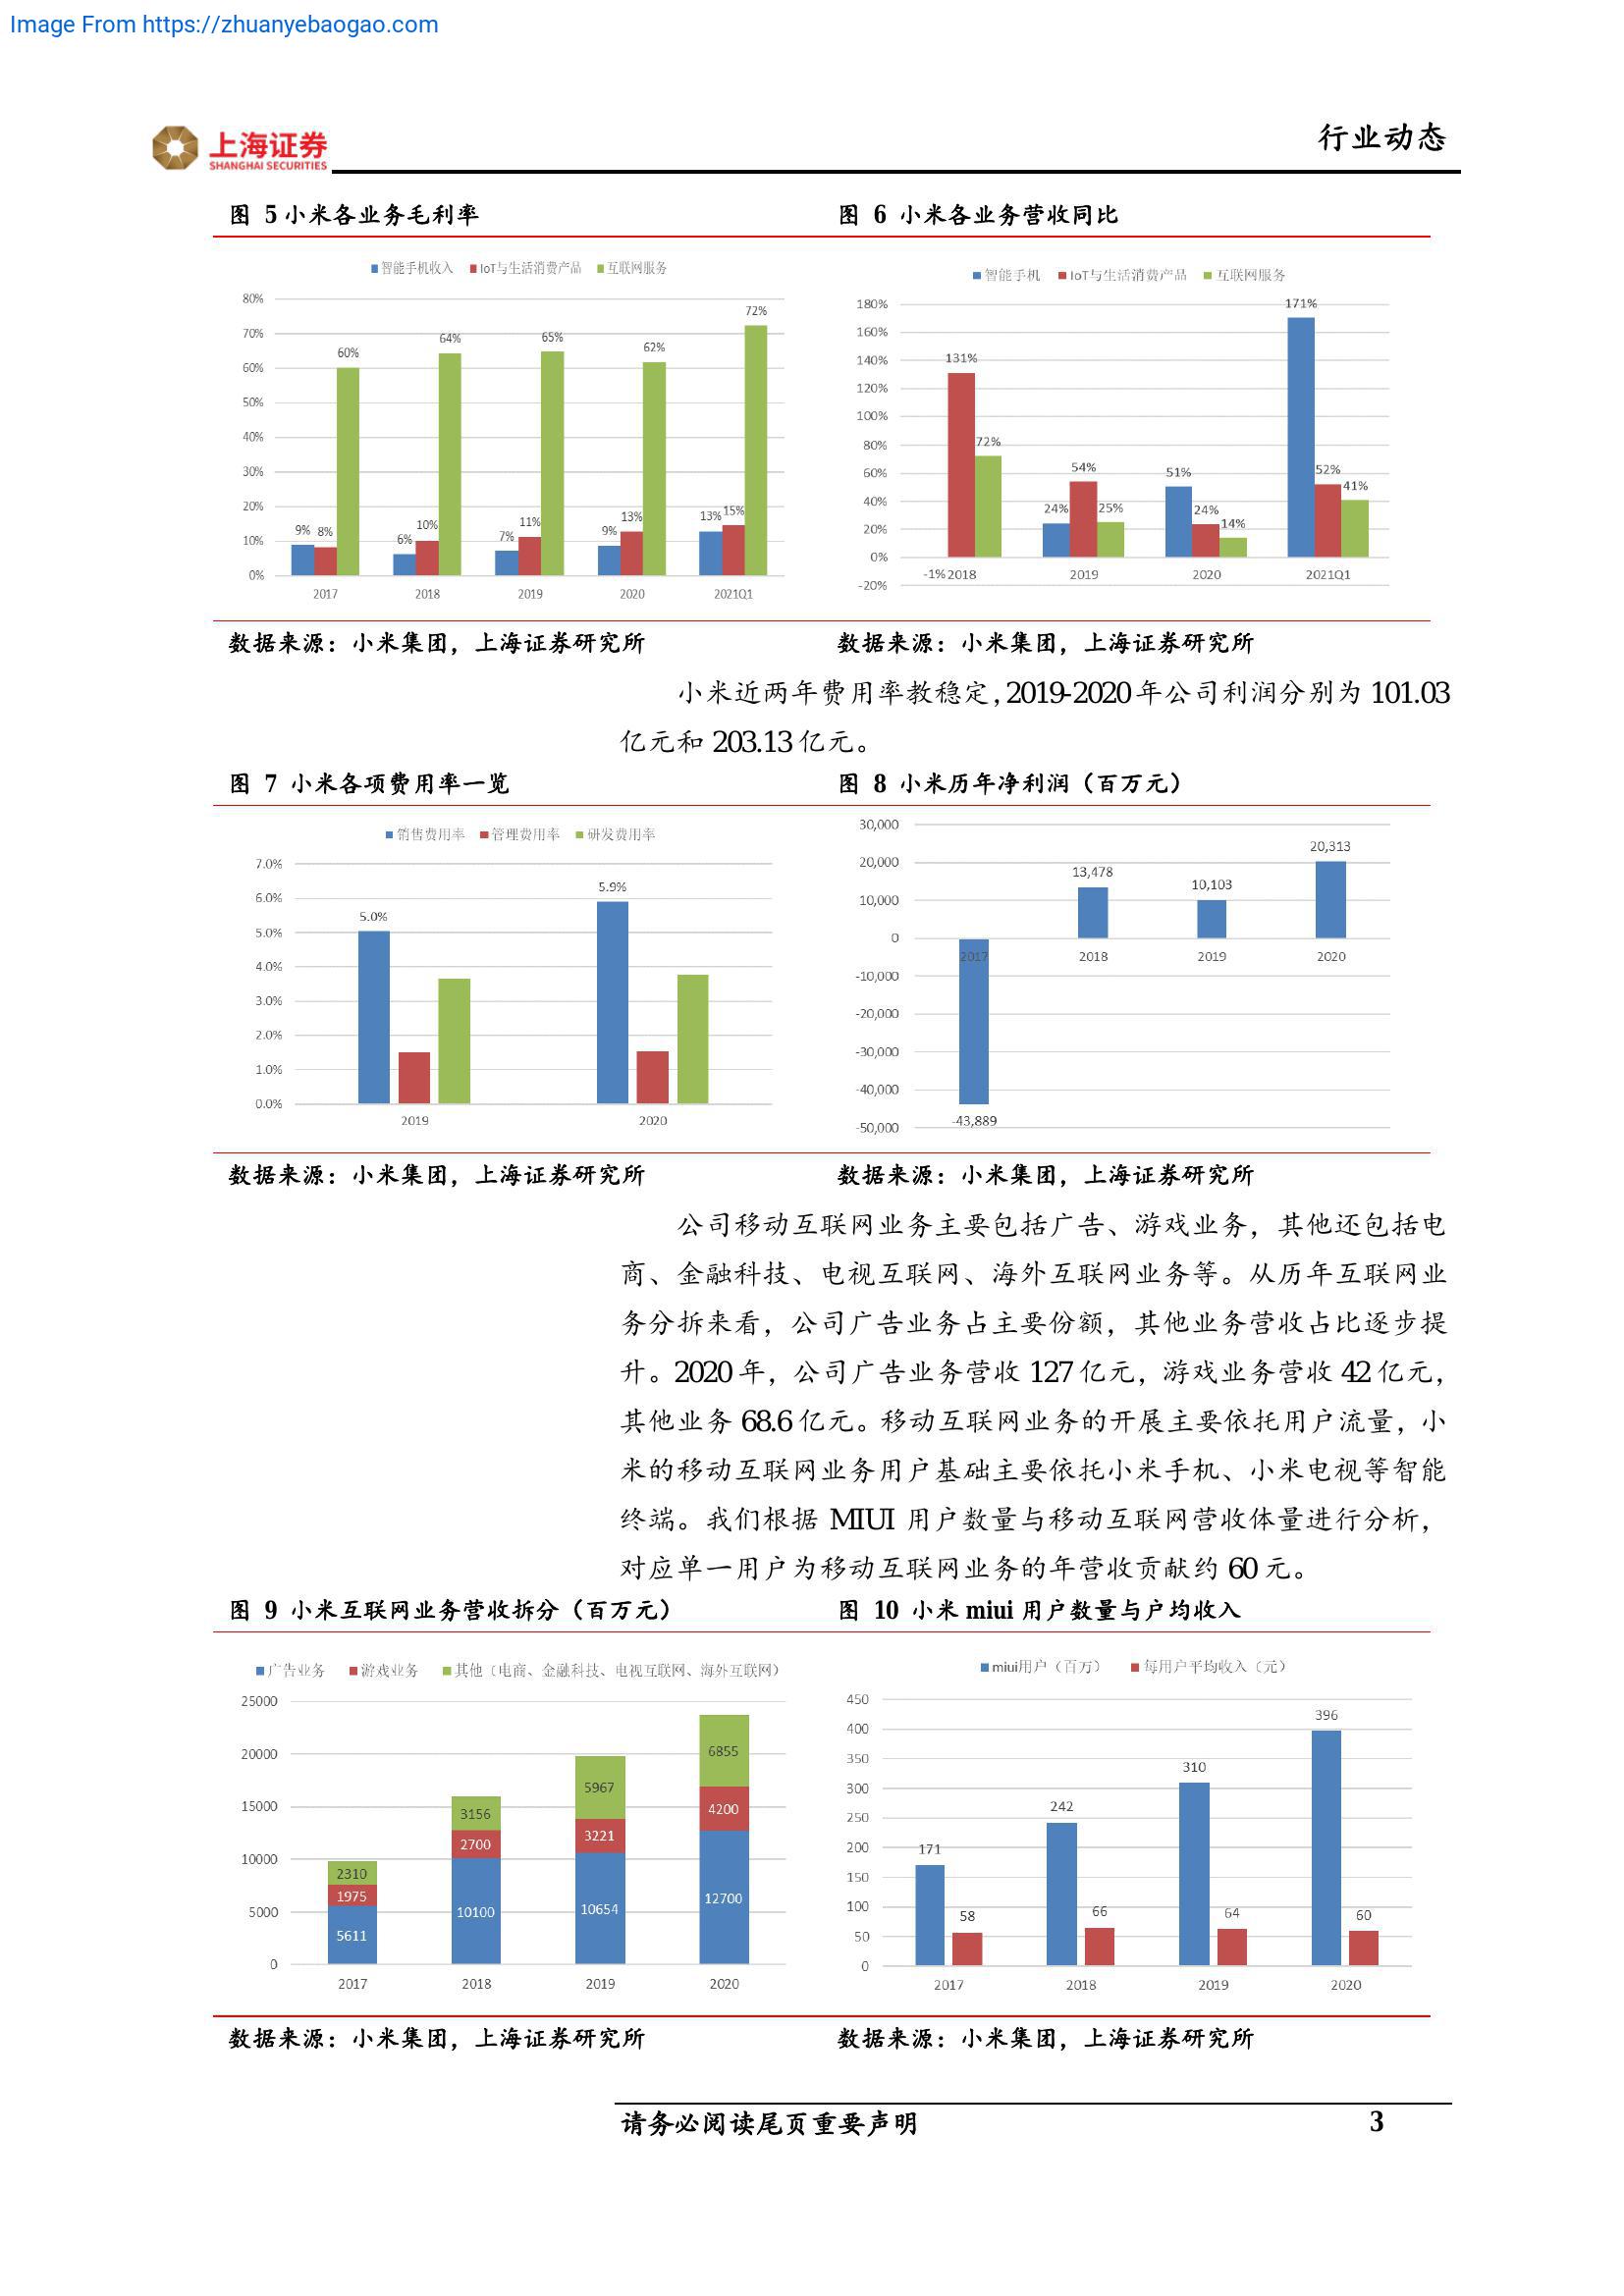 Image From https://zhuanyebaogao.com
上海证券
SHANGHAI SECURITIES
行业动态
图 5 小米各业务毛利率
智能手机收入 IoT与生活消费产品 互联网服务
80%
70%
60%
50%
40%
30%
20%
10%
0%
9% 8% 60%
6% 10% 64%
7% 11% 65%
9% 13% 62%
13% 15% 72%
2017 2018 2019 2020 2021Q1
图 6 小米各业务营收同比
智能手机 IoT与生活消费产品 互联网服务
180%
160%
140%
120%
100%
80%
60%
40%
20%
0%
-20%
-1% 131% 72%
24% 54% 25%
51% 24% 14%
171% 52% 41%
2018 2019 2020 2021Q1
数据来源：小米集团，上海证券研究所
数据来源：小米集团，上海证券研究所
小米近两年费用率教稳定，2019-2020 年公司利润分别为 101.03
亿元和 203.13 亿元。
图 7 小米各项费用率一览
销售费用率 管理费用率 研发费用率
7.0%
6.0%
5.0%
4.0%
3.0%
2.0%
1.0%
0.0%
5.0% 5.9%
2019 2020
图 8 小米历年净利润（百万元）
30,000
20,000
10,000
0
-10,000
-20,000
-30,000
-40,000
-50,000
-43,889 13,478 10,103 20,313
2017 2018 2019 2020
数据来源：小米集团，上海证券研究所
数据来源：小米集团，上海证券研究所
公司移动互联网业务主要包括广告、游戏业务，其他还包括电
商、金融科技、电视互联网、海外互联网业务等。从历年互联网业
务分拆来看，公司广告业务占主要份额，其他业务营收占比逐步提
升。2020 年，公司广告业务营收 127 亿元，游戏业务营收 42 亿元，
其他业务 68.6 亿元。移动互联网业务的开展主要依托用户流量，小
米的移动互联网业务用户基础主要依托小米手机、小米电视等智能
终端。我们根据 MIUI 用户数量与移动互联网营收体量进行分析，
对应单一用户为移动互联网业务的年营收贡献约 60 元。
图 9 小米互联网业务营收拆分（百万元）
广告业务 游戏业务 其他（电商、金融科技、电视互联网、海外互联网）
25000
20000
15000
10000
5000
0
2310 3156 5967 6855
1975 2700 3221 4200
5611 10100 10654 12700
2017 2018 2019 2020
图 10 小米 miui 用户数量与户均收入
miui用户（百万） 每用户平均收入（元）
450
400
350
300
250
200
150
100
50
0
171 58 242 66 310 64 396 60
2017 2018 2019 2020
数据来源：小米集团，上海证券研究所
数据来源：小米集团，上海证券研究所
请务必阅读尾页重要声明
3